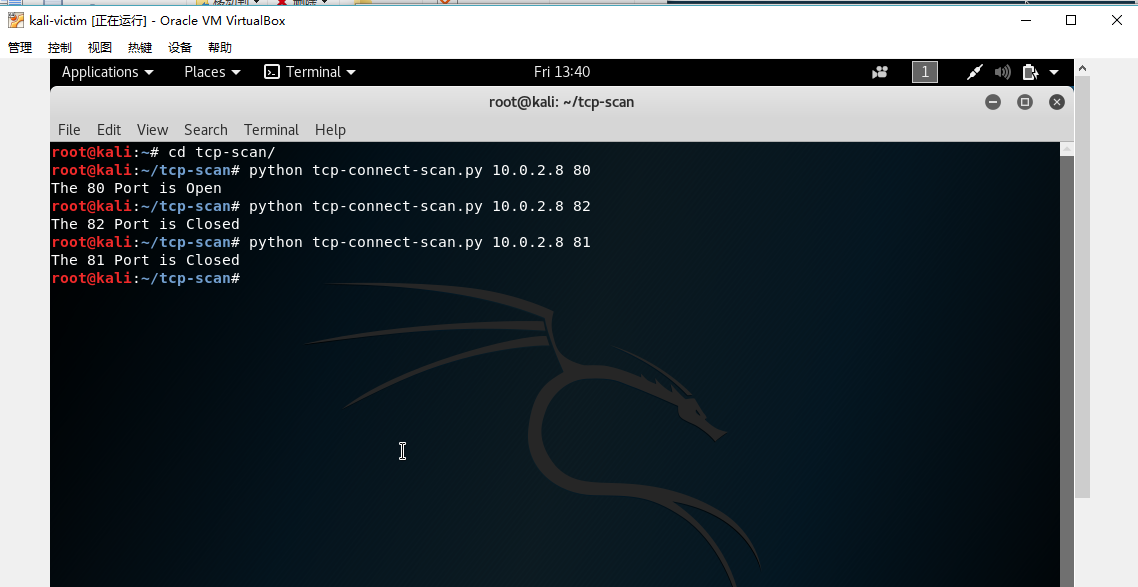 kali-victim [正在运行] - Oracle VM VirtualBox
管理 控制 视图 热键 设备 帮助
Applications Places Terminal Fri 13:40 1
root@kali: ~/tcp-scan
File Edit View Search Terminal Help
root@kali:~# cd tcp-scan/
root@kali:~/tcp-scan# python tcp-connect-scan.py 10.0.2.8 80
The 80 Port is Open
root@kali:~/tcp-scan# python tcp-connect-scan.py 10.0.2.8 82
The 82 Port is Closed
root@kali:~/tcp-scan# python tcp-connect-scan.py 10.0.2.8 81
The 81 Port is Closed
root@kali:~/tcp-scan#